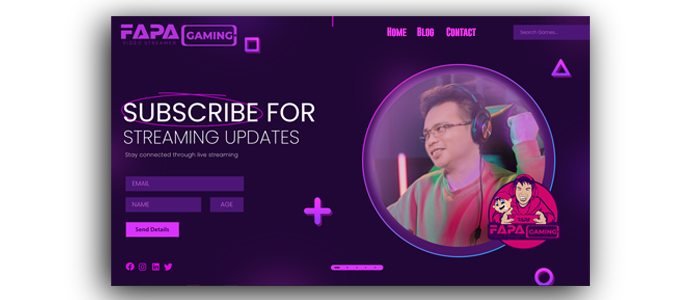 FAPA GAMING
VIDEO STREAMER
Home Blog Contact
Search Games...
SUBSCRIBE FOR
STREAMING UPDATES
Stay connected through live streaming
EMAIL
NAME AGE
Send Details
FAPA GAMING